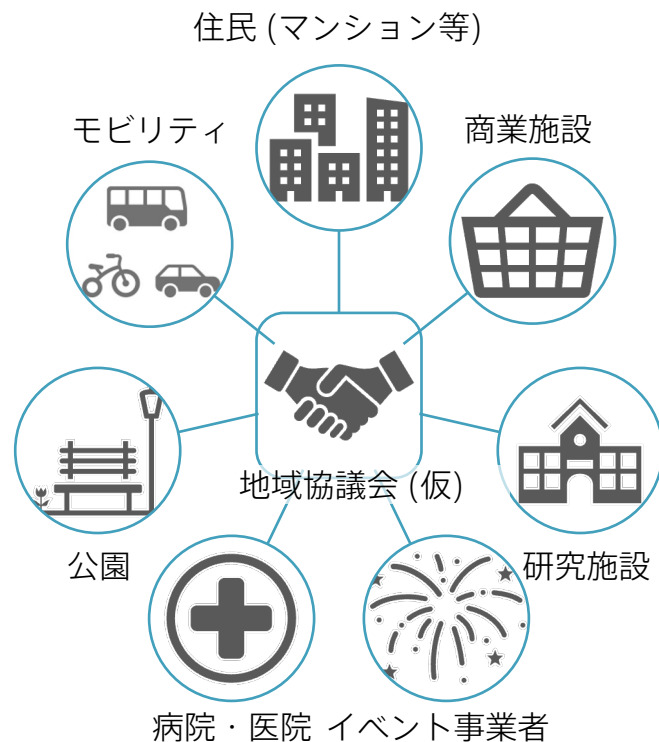 住民 (マンション等)
モビリティ
商業施設
地域協議会 (仮)
公園
研究施設
病院・医院
イベント事業者